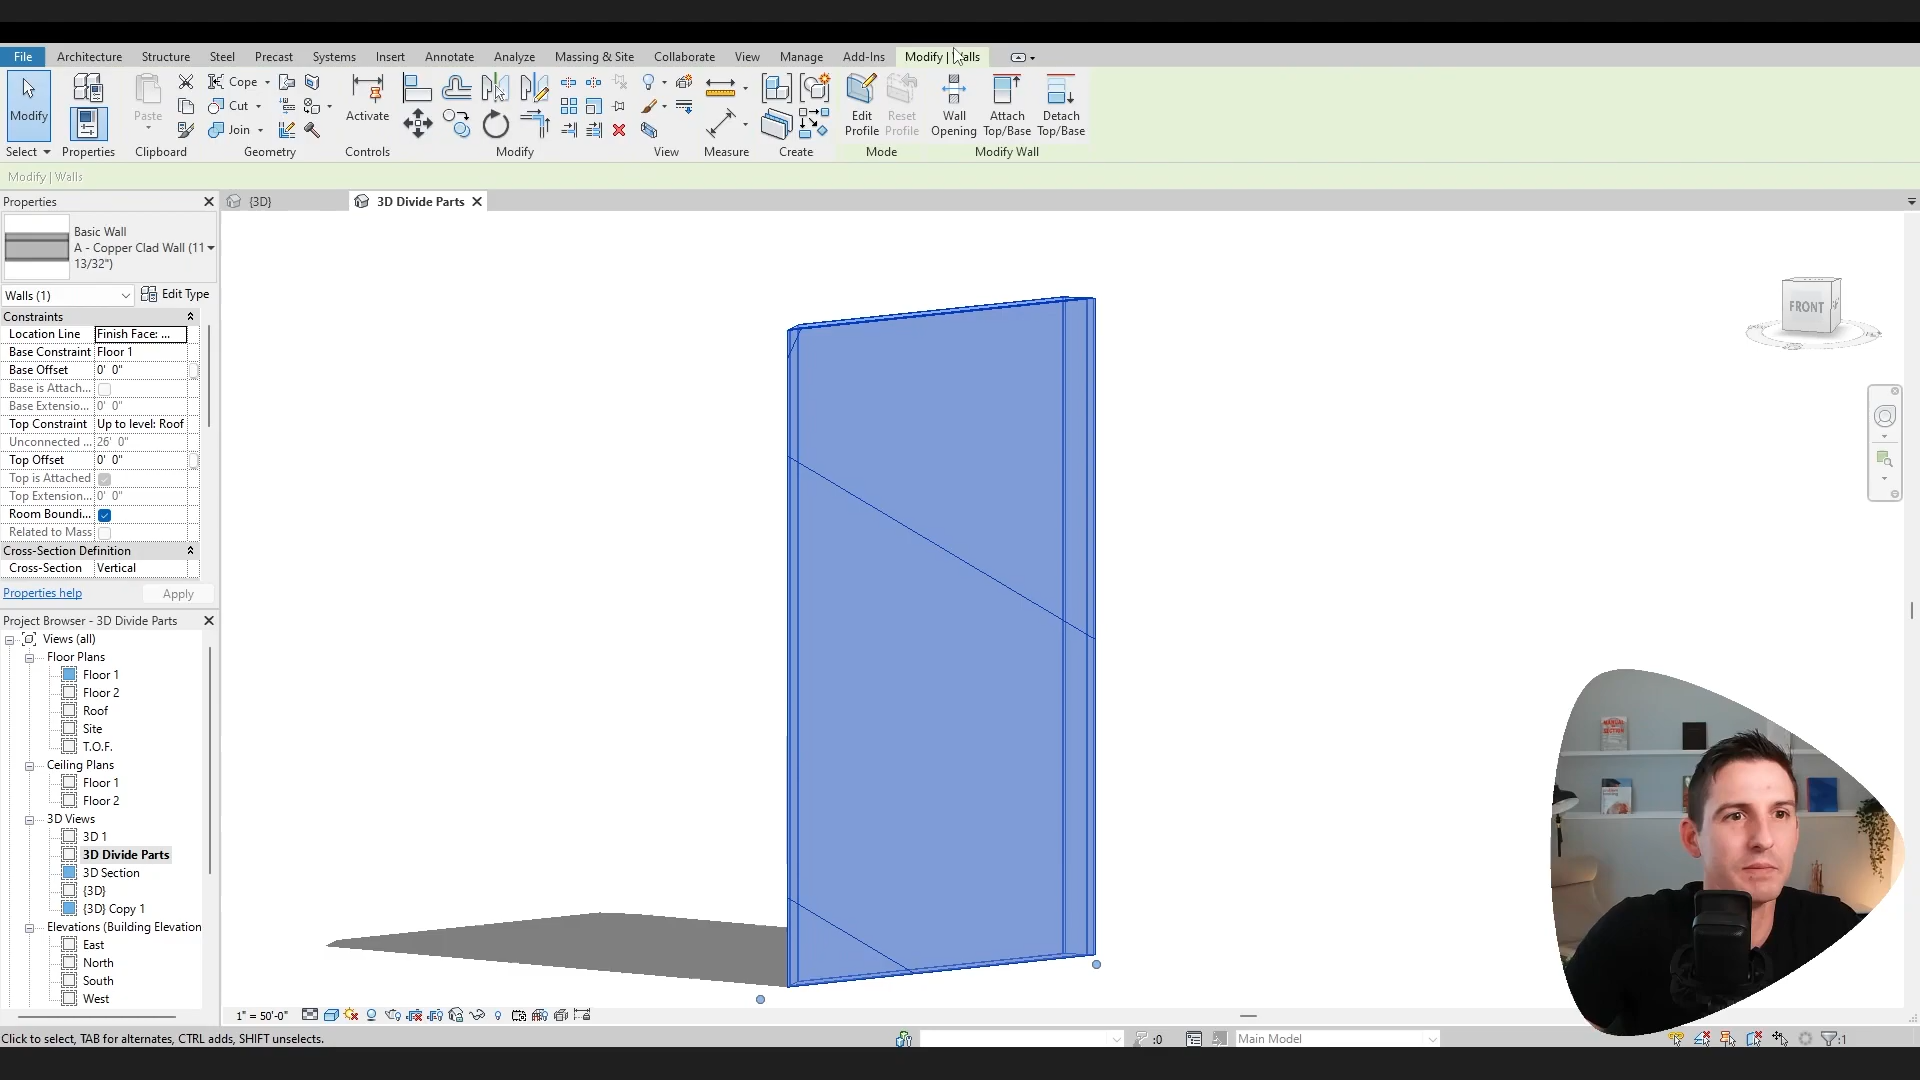 File Architecture Structure Steel Precast Systems Insert Annotate Analyze Massing & Site Collaborate View Manage Add-Ins Modify | Walls
Modify
Paste
Cope
Cut
Join
Activate
Edit Profile
Reset Profile
Wall Opening
Attach Top/Base
Detach Top/Base
Select Properties Clipboard Geometry Controls Modify View Measure Create Mode Modify Wall
Modify | Walls
Properties
{3D} 3D Divide Parts
Basic Wall
A - Copper Clad Wall (11
13/32")
Walls (1) Edit Type
Constraints
Location Line Finish Face: ...
Base Constraint Floor 1
Base Offset 0' 0"
Base is Attach...
Base Extensio... 0' 0"
Top Constraint Up to level: Roof
Unconnected ... 26' 0"
Top Offset 0' 0"
Top is Attached
Top Extension... 0' 0"
Room Boundi...
Related to Mass
Cross-Section Definition
Cross-Section Vertical
Properties help Apply
Project Browser - 3D Divide Parts
Views (all)
Floor Plans
Floor 1
Floor 2
Roof
Site
T.O.F.
Ceiling Plans
Floor 1
Floor 2
3D Views
3D 1
3D Divide Parts
3D Section
{3D}
{3D} Copy 1
Elevations (Building Elevation
East
North
South
West
FRONT
1" = 50'-0"
Click to select, TAB for alternates, CTRL adds, SHIFT unselects.
:0
Main Model
:1